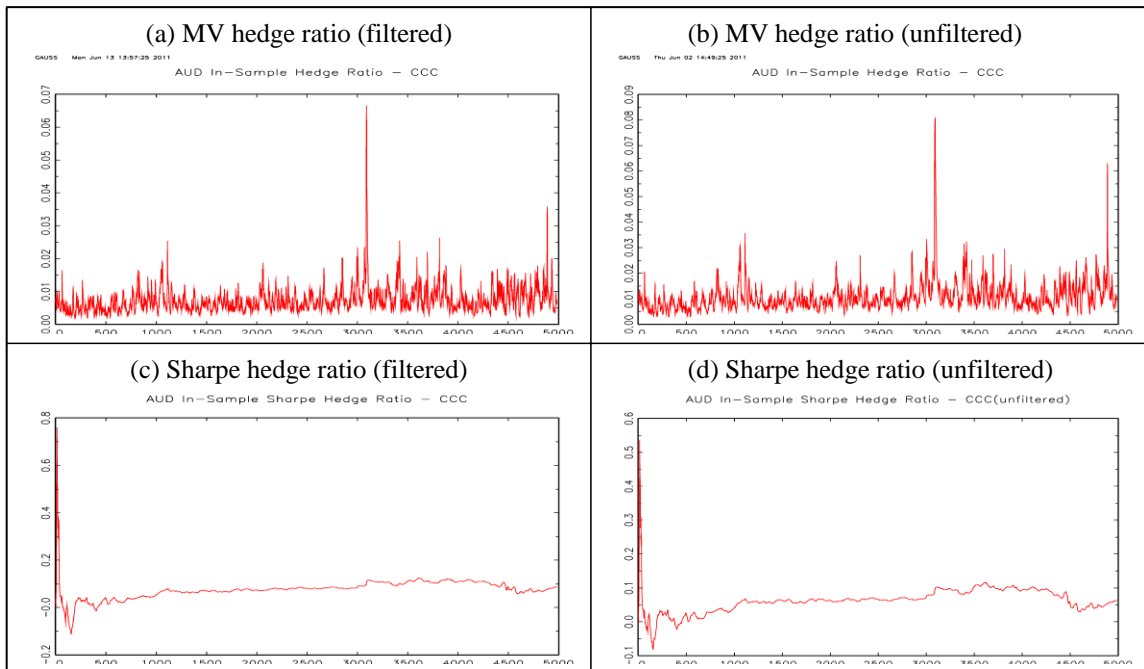 (a) MV hedge ratio (filtered)
GAUSS Mon Jun 13 13:57:25 2011
AUD In-Sample Hedge Ratio - CCC
0.07
0.06
0.05
0.04
0.03
0.02
0.01
0.00
0 500 1000 1500 2000 2500 3000 3500 4000 4500 5000
(b) MV hedge ratio (unfiltered)
GAUSS Thu Jun 02 14:49:25 2011
AUD In-Sample Hedge Ratio - CCC
0.09
0.08
0.07
0.06
0.05
0.04
0.03
0.02
0.01
0.00
0 500 1000 1500 2000 2500 3000 3500 4000 4500 5000
(c) Sharpe hedge ratio (filtered)
AUD In-Sample Sharpe Hedge Ratio - CCC
0.8
0.6
0.4
0.2
-0.0
-0.2
0 500 1000 1500 2000 2500 3000 3500 4000 4500 5000
(d) Sharpe hedge ratio (unfiltered)
AUD In-Sample Sharpe Hedge Ratio - CCC(unfiltered)
0.6
0.5
0.4
0.3
0.2
0.1
0.0
-0.1
0 500 1000 1500 2000 2500 3000 3500 4000 4500 5000